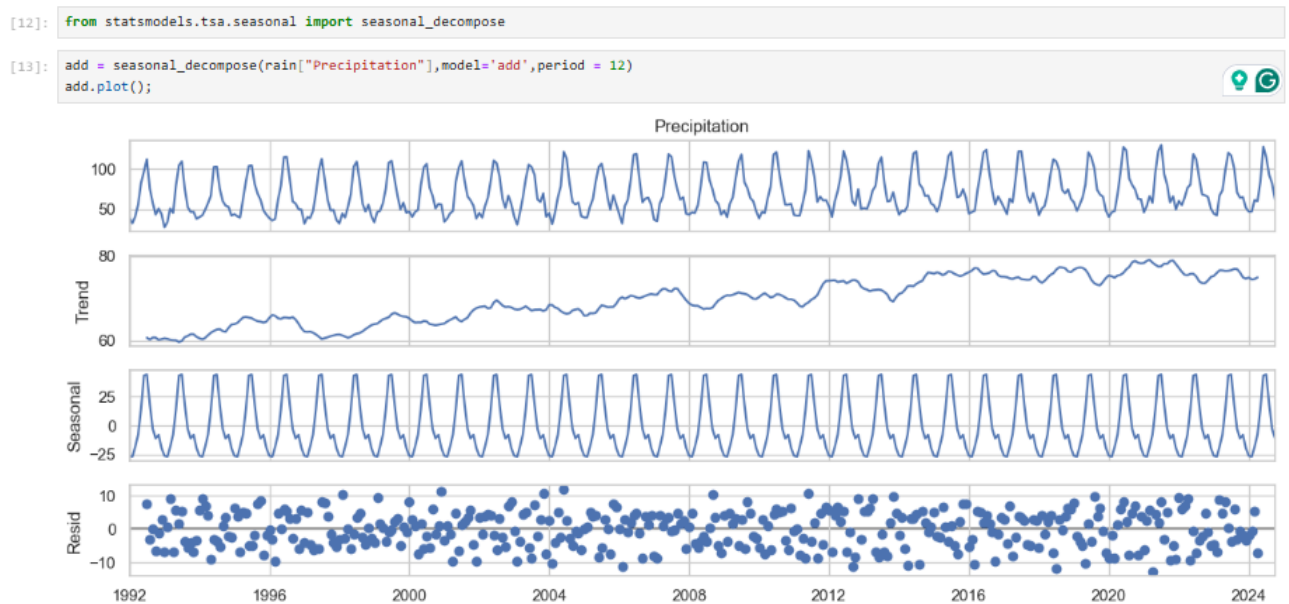 [12]: from statsmodels.tsa.seasonal import seasonal_decompose
[13]: add = seasonal_decompose(rain["Precipitation"],model='add',period = 12)
add.plot();
Precipitation
100
50
Trend
80
60
Seasonal
25
0
−25
Resid
10
0
−10
1992 1996 2000 2004 2008 2012 2016 2020 2024